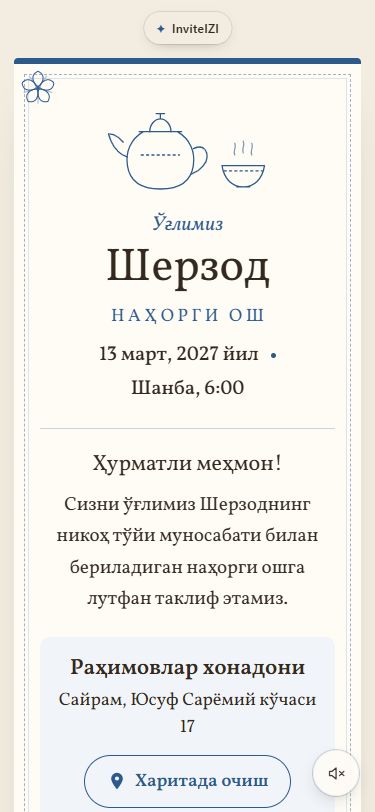 InviteIZI
Ўғлимиз
Шерзод
НАҲОРГИ ОШ
13 март, 2027 йил •
Шанба, 6:00
Ҳурматли меҳмон!
Сизни ўғлимиз Шерзоднинг
никоҳ тўйи муносабати билан
бериладиган наҳорги ошга
лутфан таклиф этамиз.
Раҳимовлар хонадони
Сайрам, Юсуф Сарёмий кўчаси
17
Харитада очиш